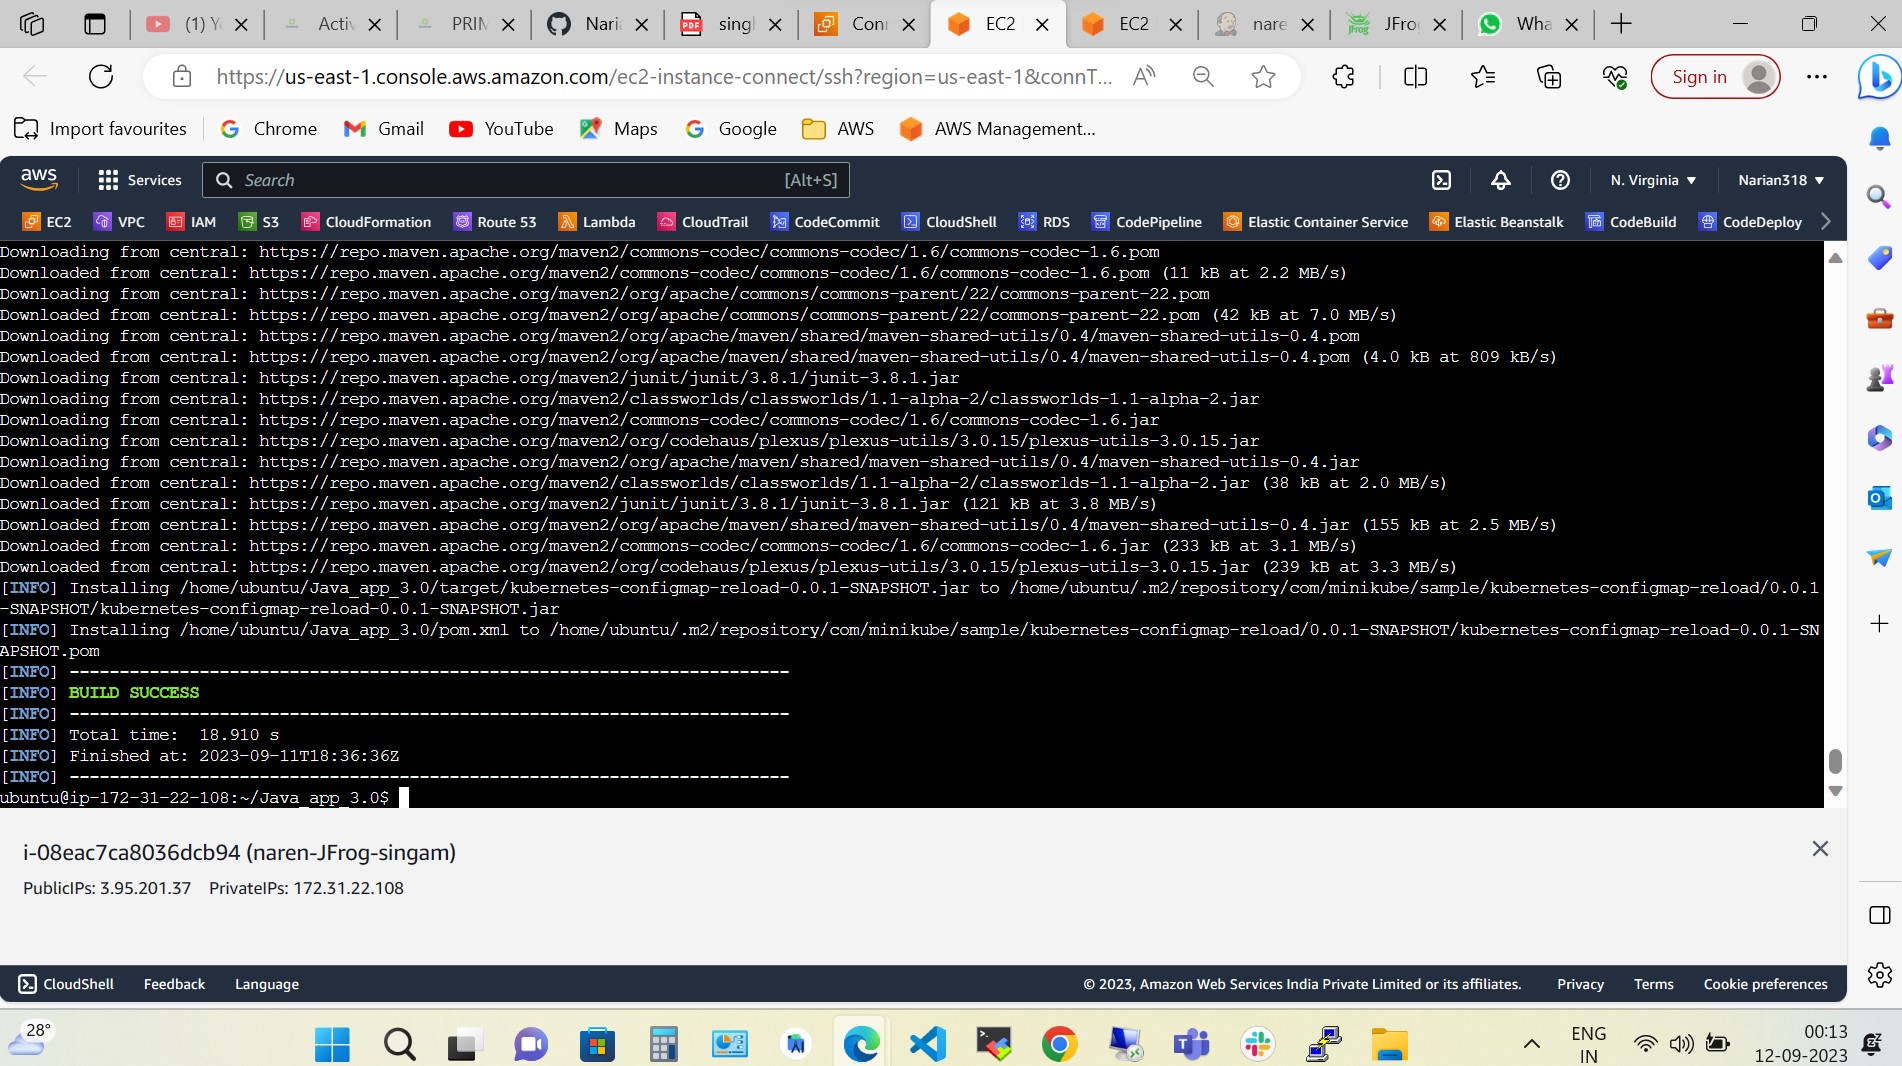 (1) Y
Activ
PRIM
Naria
PDF
sing
Conn
EC2
EC2
nare
JFrog
JFrog
Wha
https://us-east-1.console.aws.amazon.com/ec2-instance-connect/ssh?region=us-east-1&connT...
Sign in
Import favourites
Chrome
Gmail
YouTube
Maps
Google
AWS
AWS Management...
aws
Services
Search
[Alt+S]
N. Virginia
Narian318
EC2
VPC
IAM
S3
CloudFormation
Route 53
Lambda
CloudTrail
CodeCommit
CloudShell
RDS
CodePipeline
Elastic Container Service
Elastic Beanstalk
CodeBuild
CodeDeploy
Downloading from central: https://repo.maven.apache.org/maven2/commons-codec/commons-codec/1.6/commons-codec-1.6.pom
Downloaded from central: https://repo.maven.apache.org/maven2/commons-codec/commons-codec/1.6/commons-codec-1.6.pom (11 kB at 2.2 MB/s)
Downloading from central: https://repo.maven.apache.org/maven2/org/apache/commons/commons-parent/22/commons-parent-22.pom
Downloaded from central: https://repo.maven.apache.org/maven2/org/apache/commons/commons-parent/22/commons-parent-22.pom (42 kB at 7.0 MB/s)
Downloading from central: https://repo.maven.apache.org/maven2/org/apache/maven/shared/maven-shared-utils/0.4/maven-shared-utils-0.4.pom
Downloaded from central: https://repo.maven.apache.org/maven2/org/apache/maven/shared/maven-shared-utils/0.4/maven-shared-utils-0.4.pom (4.0 kB at 809 kB/s)
Downloading from central: https://repo.maven.apache.org/maven2/junit/junit/3.8.1/junit-3.8.1.jar
Downloading from central: https://repo.maven.apache.org/maven2/classworlds/classworlds/1.1-alpha-2/classworlds-1.1-alpha-2.jar
Downloading from central: https://repo.maven.apache.org/maven2/commons-codec/commons-codec/1.6/commons-codec-1.6.jar
Downloading from central: https://repo.maven.apache.org/maven2/org/codehaus/plexus/plexus-utils/3.0.15/plexus-utils-3.0.15.jar
Downloading from central: https://repo.maven.apache.org/maven2/org/apache/maven/shared/maven-shared-utils/0.4/maven-shared-utils-0.4.jar
Downloaded from central: https://repo.maven.apache.org/maven2/classworlds/classworlds/1.1-alpha-2/classworlds-1.1-alpha-2.jar (38 kB at 2.0 MB/s)
Downloaded from central: https://repo.maven.apache.org/maven2/junit/junit/3.8.1/junit-3.8.1.jar (121 kB at 3.8 MB/s)
Downloaded from central: https://repo.maven.apache.org/maven2/org/apache/maven/shared/maven-shared-utils/0.4/maven-shared-utils-0.4.jar (155 kB at 2.5 MB/s)
Downloaded from central: https://repo.maven.apache.org/maven2/commons-codec/commons-codec/1.6/commons-codec-1.6.jar (233 kB at 3.1 MB/s)
Downloaded from central: https://repo.maven.apache.org/maven2/org/codehaus/plexus/plexus-utils/3.0.15/plexus-utils-3.0.15.jar (239 kB at 3.3 MB/s)
[INFO] Installing /home/ubuntu/Java_app_3.0/target/kubernetes-configmap-reload-0.0.1-SNAPSHOT.jar to /home/ubuntu/.m2/repository/com/minikube/sample/kubernetes-configmap-reload/0.0.1
-SNAPSHOT/kubernetes-configmap-reload-0.0.1-SNAPSHOT.jar
[INFO] Installing /home/ubuntu/Java_app_3.0/pom.xml to /home/ubuntu/.m2/repository/com/minikube/sample/kubernetes-configmap-reload/0.0.1-SNAPSHOT/kubernetes-configmap-reload-0.0.1-SN
APSHOT.pom
[INFO] ------------------------------------------------------------------------
[INFO] BUILD SUCCESS
[INFO] ------------------------------------------------------------------------
[INFO] Total time:  18.910 s
[INFO] Finished at: 2023-09-11T18:36:36Z
[INFO] ------------------------------------------------------------------------
ubuntu@ip-172-31-22-108:~/Java_app_3.0$
i-08eac7ca8036dcb94 (naren-JFrog-singam)
PublicIPs: 3.95.201.37   PrivateIPs: 172.31.22.108
CloudShell
Feedback
Language
© 2023, Amazon Web Services India Private Limited or its affiliates.
Privacy
Terms
Cookie preferences
28°
ENG
IN
00:13
12-09-2023